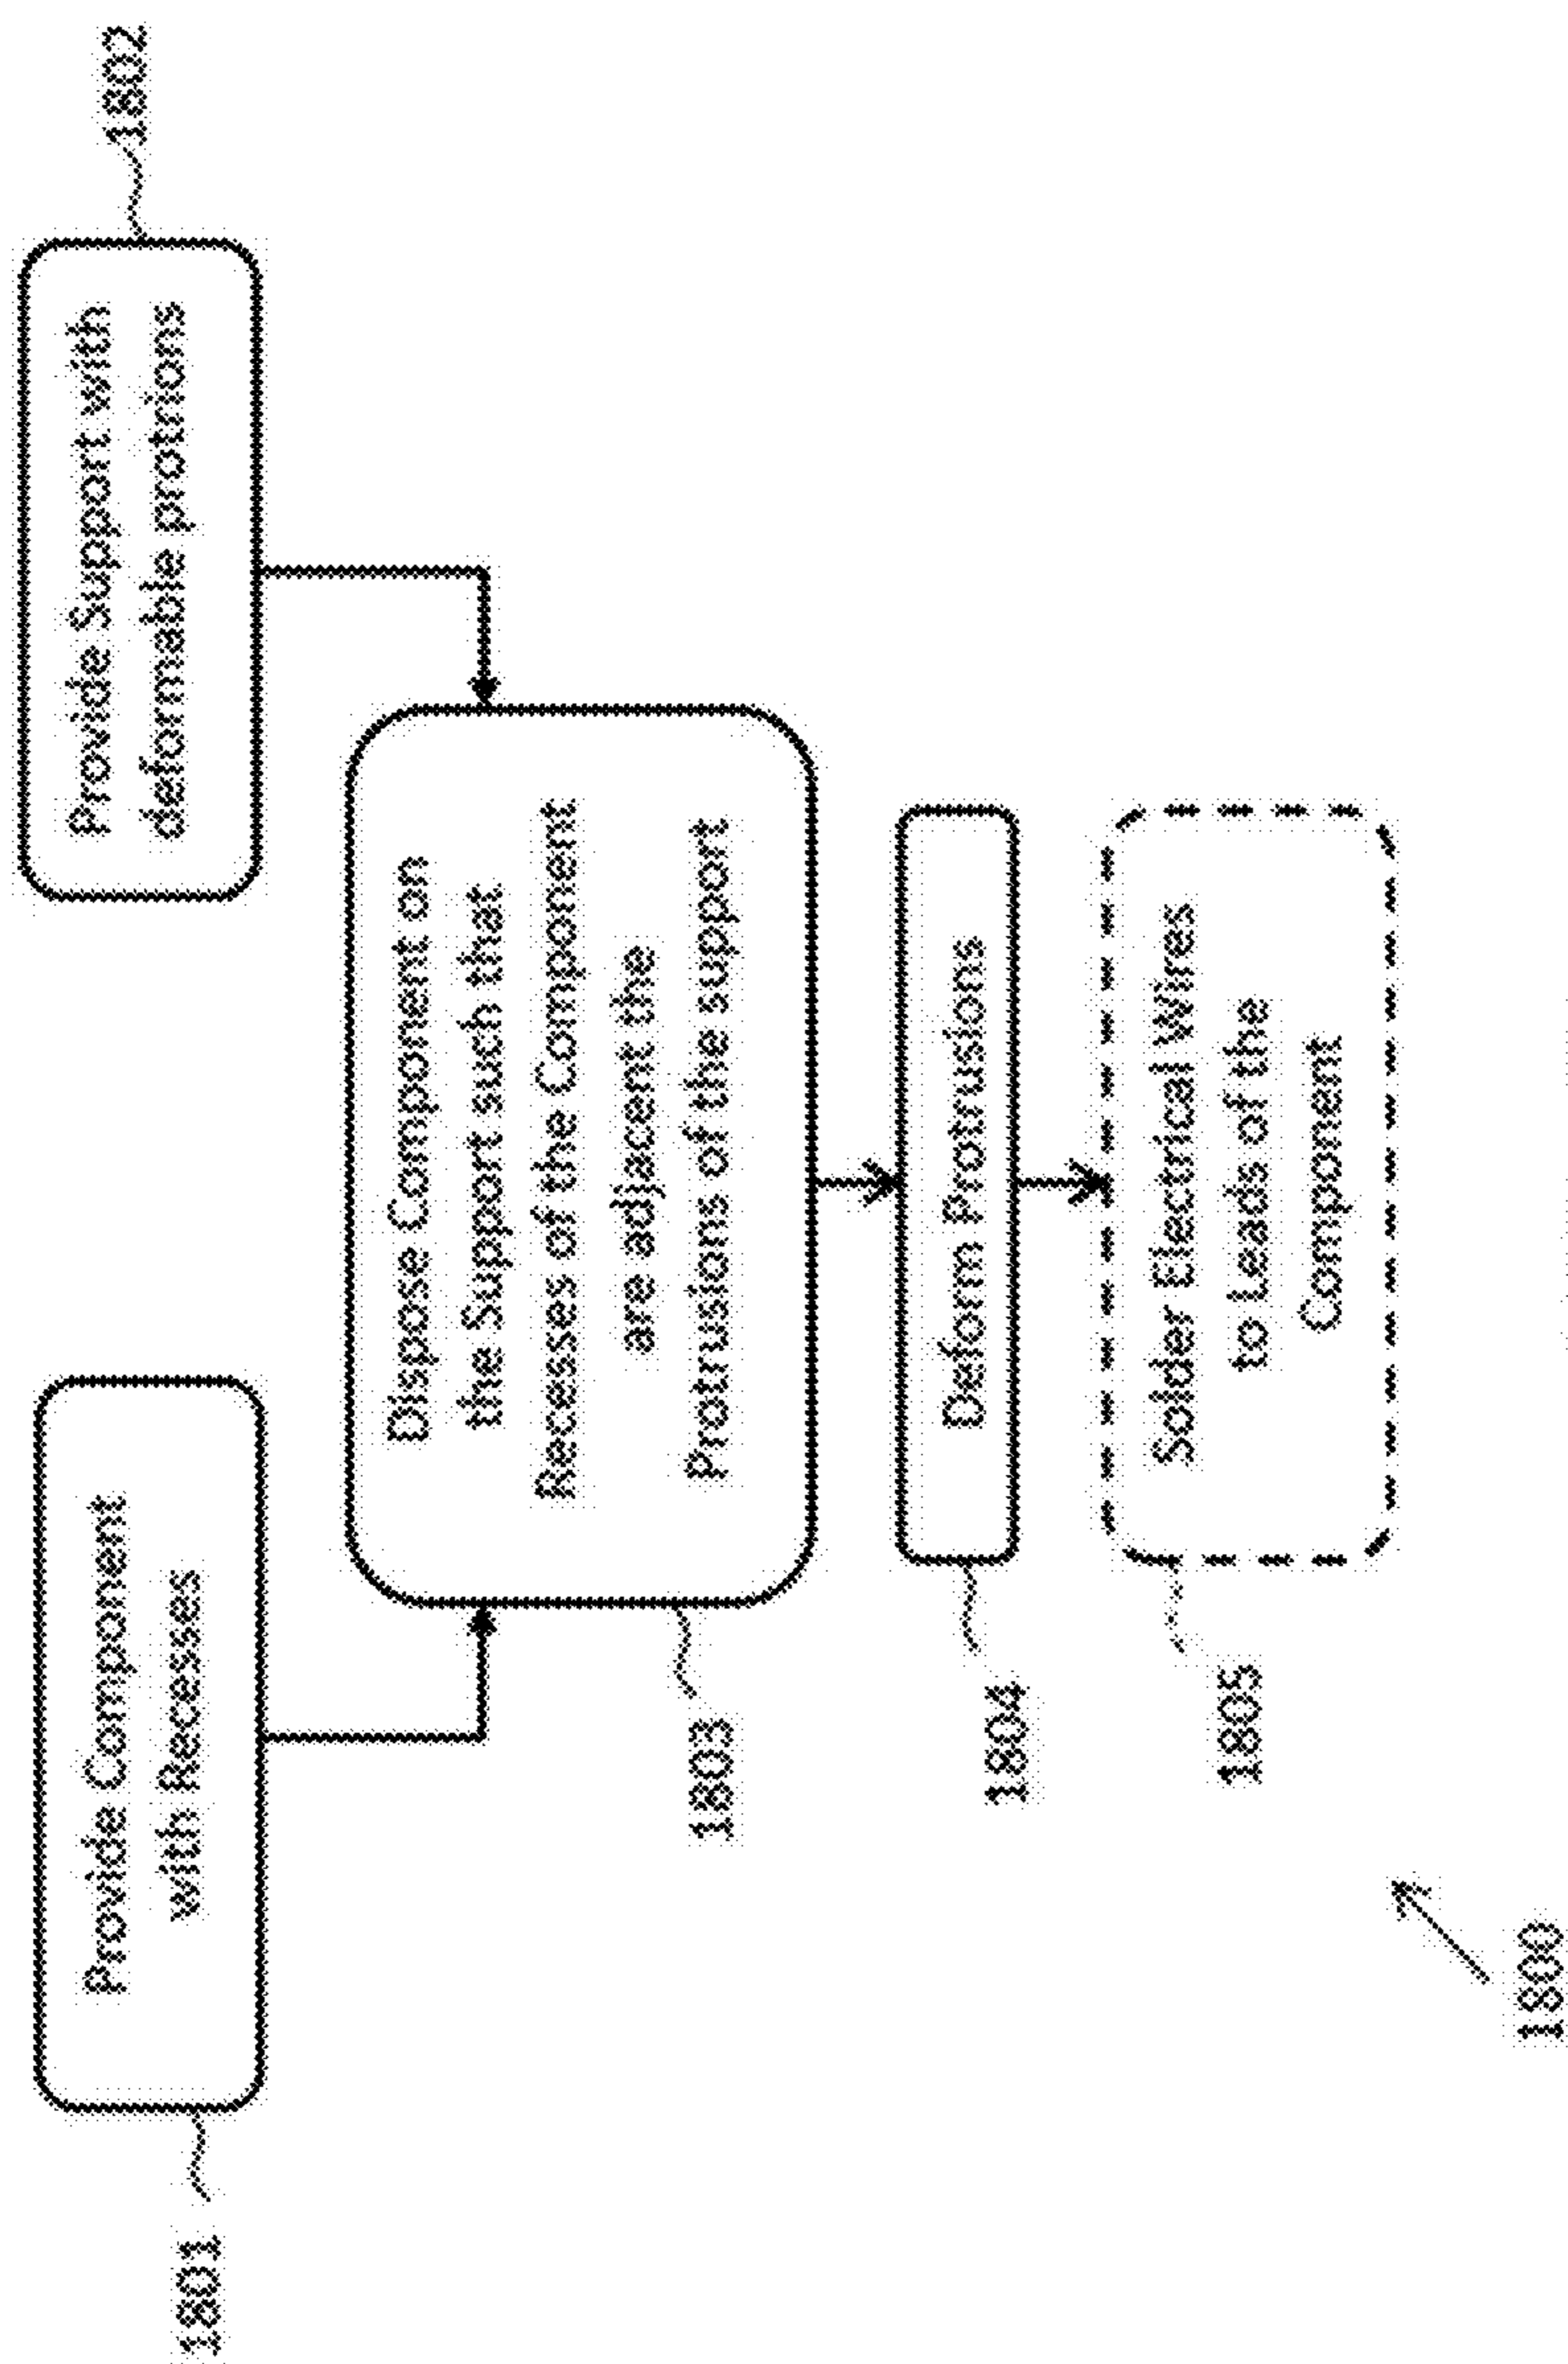 1801
Provide Component
with Recesses
Provide Support with
deformable protrions
1802
Dispose Component on
the Support such that
Recesses of the Component
are adjacent the
Protrusions of the support
1803
Deform Protrusions
1804
Solder Electrical Wires
to Leads of the
Component
1805
1800